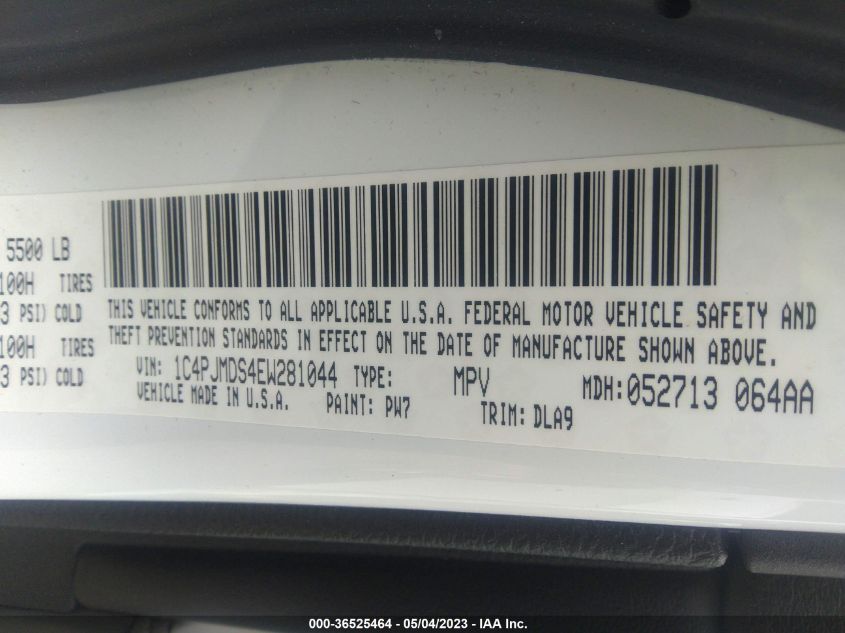 5500 LB
100H TIRES
3 PSI) COLD
100H TIRES
3 PSI) COLD
THIS VEHICLE CONFORMS TO ALL APPLICABLE U.S.A. FEDERAL MOTOR VEHICLE SAFETY AND
THEFT PREVENTION STANDARDS IN EFFECT ON THE DATE OF MANUFACTURE SHOWN ABOVE.
VIN: 1C4PJMDS4EW281044 TYPE: MPV MDH:052713 064AA
VEHICLE MADE IN U.S.A. PAINT: PW7 TRIM: DLA9
000-36525464 - 05/04/2023 - IAA Inc.